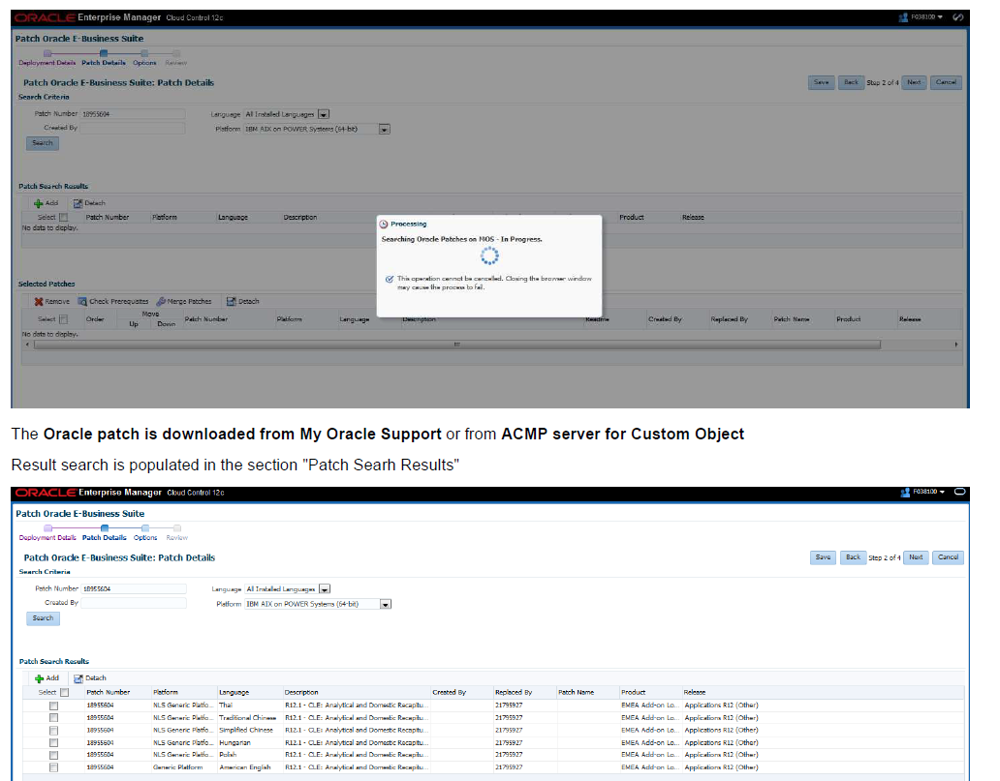 ORACLE Enterprise Manager Cloud Control 12c F038100
Patch Oracle E-Business Suite
Deployment Details Patch Details Options Review
Patch Oracle E-Business Suite: Patch Details Save Back Step 2 of 4 Next Cancel
Search Criteria
Patch Number 18955604 Language All Installed Languages
Created By Platform IBM AIX on POWER Systems (64-bit)
Search
Patch Search Results
Add Detach
Select Patch Number Platform Language Description Product Release
No data to display.
Processing
Searching Oracle Patches on MOS - In Progress.
This operation cannot be cancelled. Closing the browser window
may cause the process to fail.
Selected Patches
Remove Check Prerequisites Merge Patches Detach
Select Order Move Up Down Patch Number Platform Language Description Readme Created By Replaced By Patch Name Product Release
No data to display.
The Oracle patch is downloaded from My Oracle Support or from ACMP server for Custom Object
Result search is populated in the section "Patch Searh Results"
ORACLE Enterprise Manager Cloud Control 12c F038100
Patch Oracle E-Business Suite
Deployment Details Patch Details Options Review
Patch Oracle E-Business Suite: Patch Details Save Back Step 2 of 4 Next Cancel
Search Criteria
Patch Number 18955604 Language All Installed Languages
Created By Platform IBM AIX on POWER Systems (64-bit)
Search
Patch Search Results
Add Detach
Select Patch Number Platform Language Description Created By Replaced By Patch Name Product Release
18955604 NLS Generic Platfo... Thai R12.1 - CLE: Analytical and Domestic Recapitu... 21795927 EMEA Add-on Lo... Applications R12 (Other)
18955604 NLS Generic Platfo... Traditional Chinese R12.1 - CLE: Analytical and Domestic Recapitu... 21795927 EMEA Add-on Lo... Applications R12 (Other)
18955604 NLS Generic Platfo... Simplified Chinese R12.1 - CLE: Analytical and Domestic Recapitu... 21795927 EMEA Add-on Lo... Applications R12 (Other)
18955604 NLS Generic Platfo... Hungarian R12.1 - CLE: Analytical and Domestic Recapitu... 21795927 EMEA Add-on Lo... Applications R12 (Other)
18955604 NLS Generic Platfo... Polish R12.1 - CLE: Analytical and Domestic Recapitu... 21795927 EMEA Add-on Lo... Applications R12 (Other)
18955604 Generic Platform American English R12.1 - CLE: Analytical and Domestic Recapitu... 21795927 EMEA Add-on Lo... Applications R12 (Other)